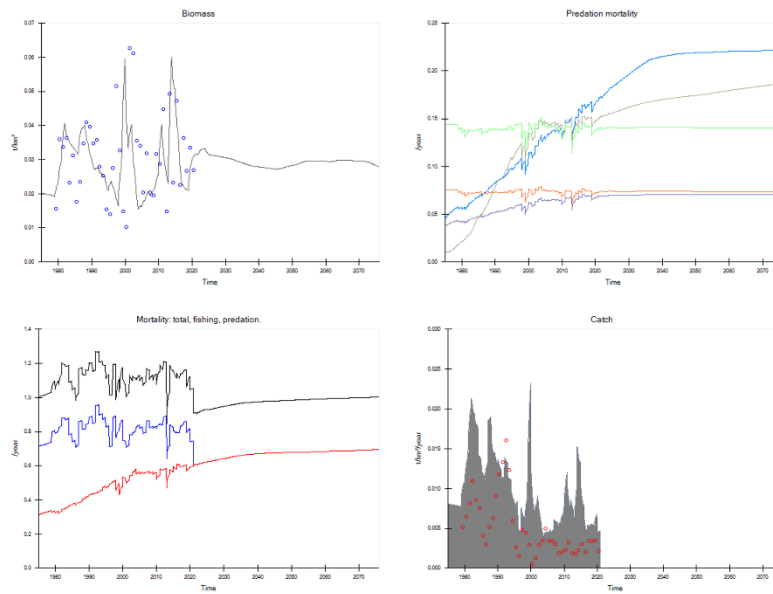 Biomass
0.07
0.06
0.05
0.04
0.03
0.02
0.01
0.00
t/km²
1980 1990 2000 2010 2020 2030 2040 2050 2060 2070
Time
Predation mortality
0.25
0.20
0.15
0.10
0.05
0.00
/year
1980 1990 2000 2010 2020 2030 2040 2050 2060 2070
Time
Mortality: total, fishing, predation.
1.4
1.2
1.0
0.8
0.6
0.4
0.2
0.0
/year
1980 1990 2000 2010 2020 2030 2040 2050 2060 2070
Time
Catch
0.030
0.025
0.020
0.015
0.010
0.005
0.000
t/km²/year
1980 1990 2000 2010 2020 2030 2040 2050 2060 2070
Time